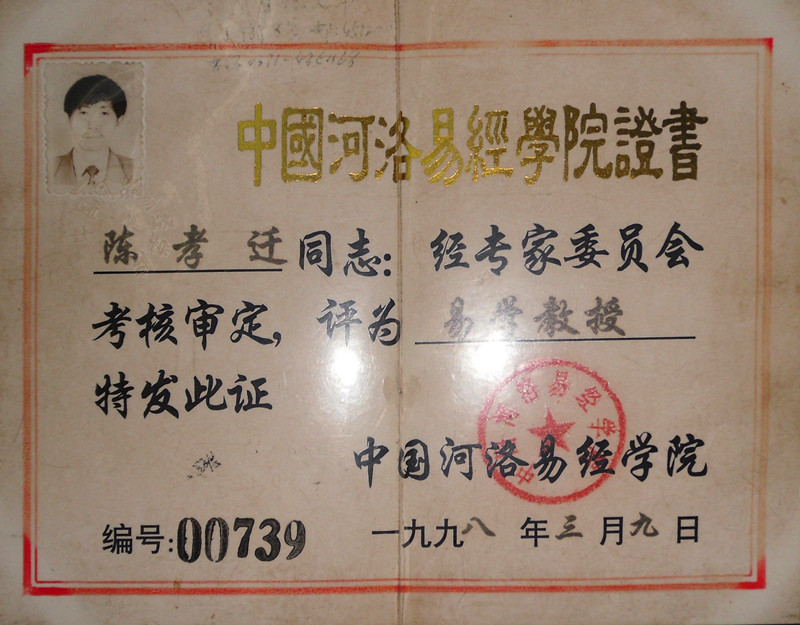 中國河洛易經學院證書
陈孝迁同志：经专家委员会
考核审定，评为易学教授
特发此证
中国河洛易经学院
编号:00739
一九九八年三月九日